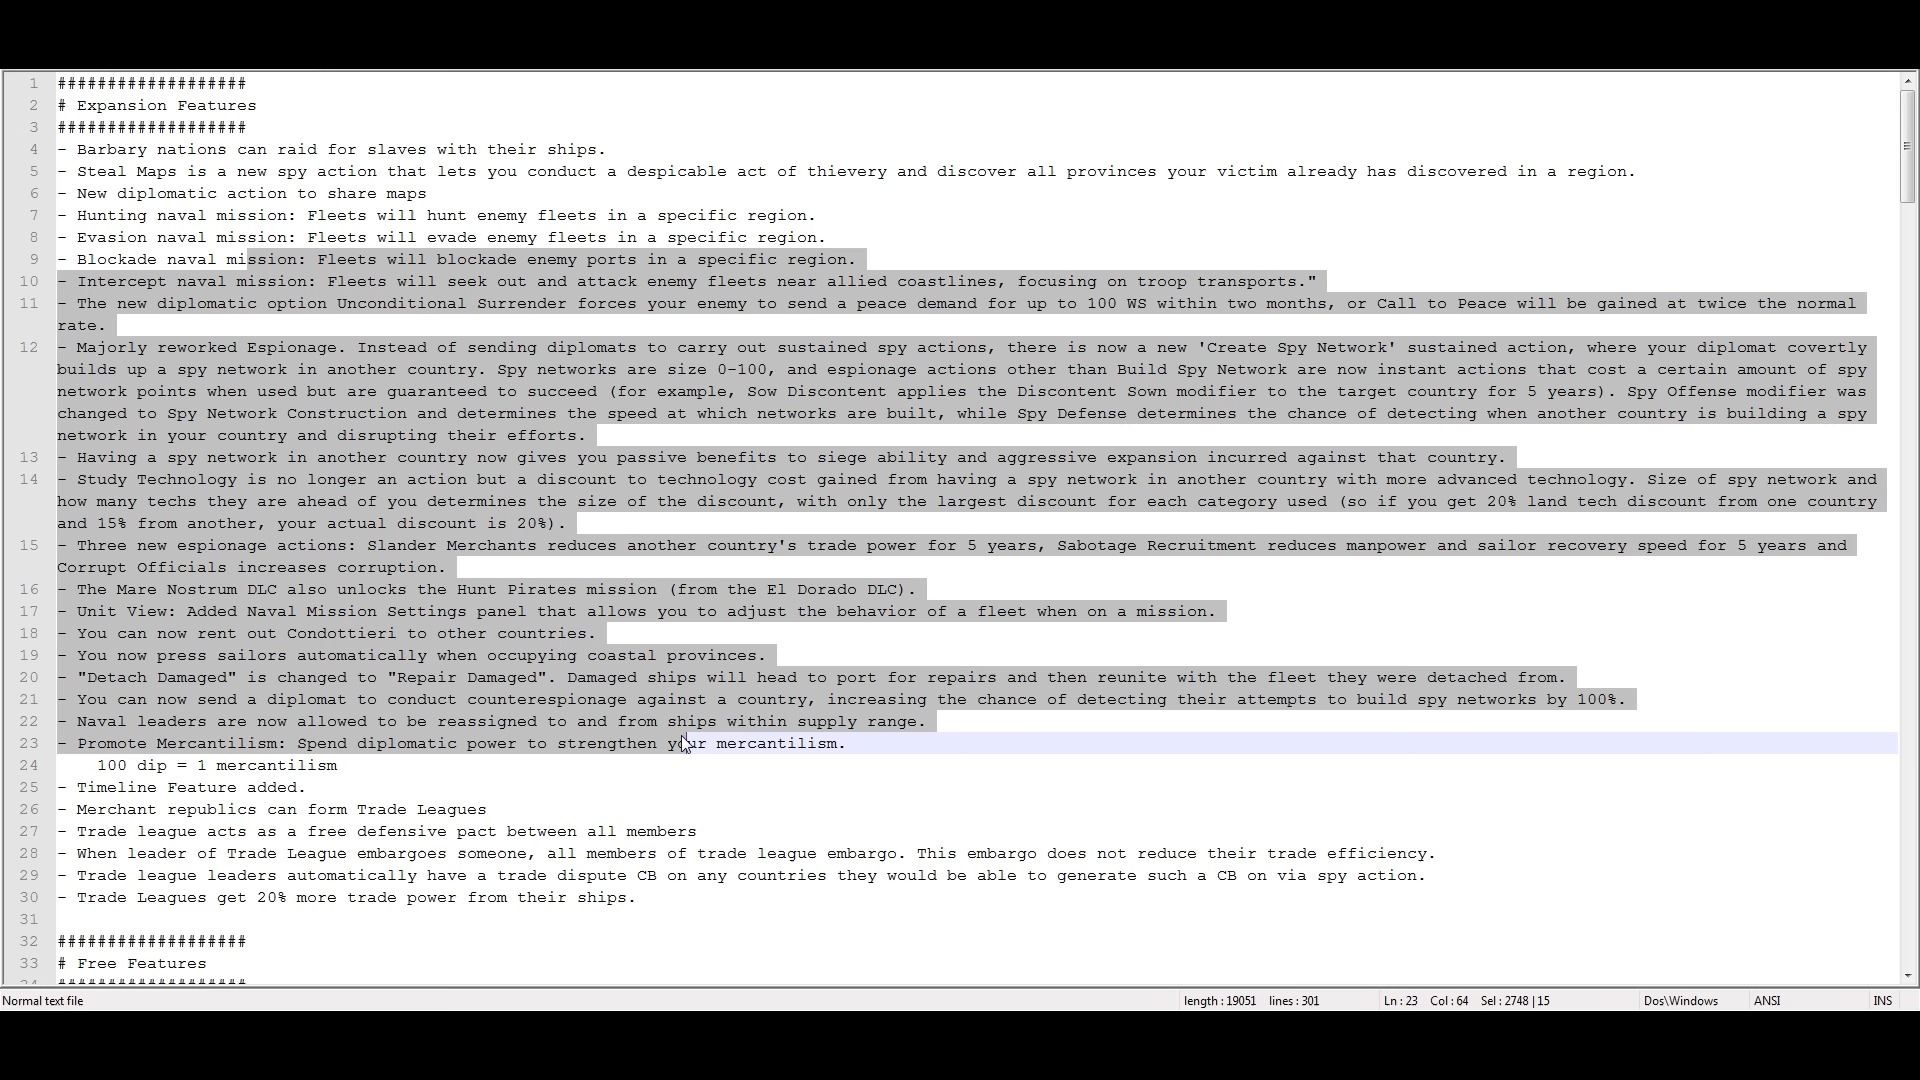 1 ###################
2 # Expansion Features
3 ###################
4 - Barbary nations can raid for slaves with their ships.
5 - Steal Maps is a new spy action that lets you conduct a despicable act of thievery and discover all provinces your victim already has discovered in a region.
6 - New diplomatic action to share maps
7 - Hunting naval mission: Fleets will hunt enemy fleets in a specific region.
8 - Evasion naval mission: Fleets will evade enemy fleets in a specific region.
9 - Blockade naval mission: Fleets will blockade enemy ports in a specific region.
10 - Intercept naval mission: Fleets will seek out and attack enemy fleets near allied coastlines, focusing on troop transports."
11 - The new diplomatic option Unconditional Surrender forces your enemy to send a peace demand for up to 100 WS within two months, or Call to Peace will be gained at twice the normal
rate.
12 - Majorly reworked Espionage. Instead of sending diplomats to carry out sustained spy actions, there is now a new 'Create Spy Network' sustained action, where your diplomat covertly
builds up a spy network in another country. Spy networks are size 0-100, and espionage actions other than Build Spy Network are now instant actions that cost a certain amount of spy
network points when used but are guaranteed to succeed (for example, Sow Discontent applies the Discontent Sown modifier to the target country for 5 years). Spy Offense modifier was
changed to Spy Network Construction and determines the speed at which networks are built, while Spy Defense determines the chance of detecting when another country is building a spy
network in your country and disrupting their efforts.
13 - Having a spy network in another country now gives you passive benefits to siege ability and aggressive expansion incurred against that country.
14 - Study Technology is no longer an action but a discount to technology cost gained from having a spy network in another country with more advanced technology. Size of spy network and
how many techs they are ahead of you determines the size of the discount, with only the largest discount for each category used (so if you get 20% land tech discount from one country
and 15% from another, your actual discount is 20%).
15 - Three new espionage actions: Slander Merchants reduces another country's trade power for 5 years, Sabotage Recruitment reduces manpower and sailor recovery speed for 5 years and
Corrupt Officials increases corruption.
16 - The Mare Nostrum DLC also unlocks the Hunt Pirates mission (from the El Dorado DLC).
17 - Unit View: Added Naval Mission Settings panel that allows you to adjust the behavior of a fleet when on a mission.
18 - You can now rent out Condottieri to other countries.
19 - You now press sailors automatically when occupying coastal provinces.
20 - "Detach Damaged" is changed to "Repair Damaged". Damaged ships will head to port for repairs and then reunite with the fleet they were detached from.
21 - You can now send a diplomat to conduct counterespionage against a country, increasing the chance of detecting their attempts to build spy networks by 100%.
22 - Naval leaders are now allowed to be reassigned to and from ships within supply range.
23 - Promote Mercantilism: Spend diplomatic power to strengthen your mercantilism.
24 100 dip = 1 mercantilism
25 - Timeline Feature added.
26 - Merchant republics can form Trade Leagues
27 - Trade league acts as a free defensive pact between all members
28 - When leader of Trade League embargoes someone, all members of trade league embargo. This embargo does not reduce their trade efficiency.
29 - Trade league leaders automatically have a trade dispute CB on any countries they would be able to generate such a CB on via spy action.
30 - Trade Leagues get 20% more trade power from their ships.
31
32 ###################
33 # Free Features
34 ###################
Normal text file length : 19051 lines : 301 Ln : 23 Col : 64 Sel : 2748 | 15 Dos\Windows ANSI INS